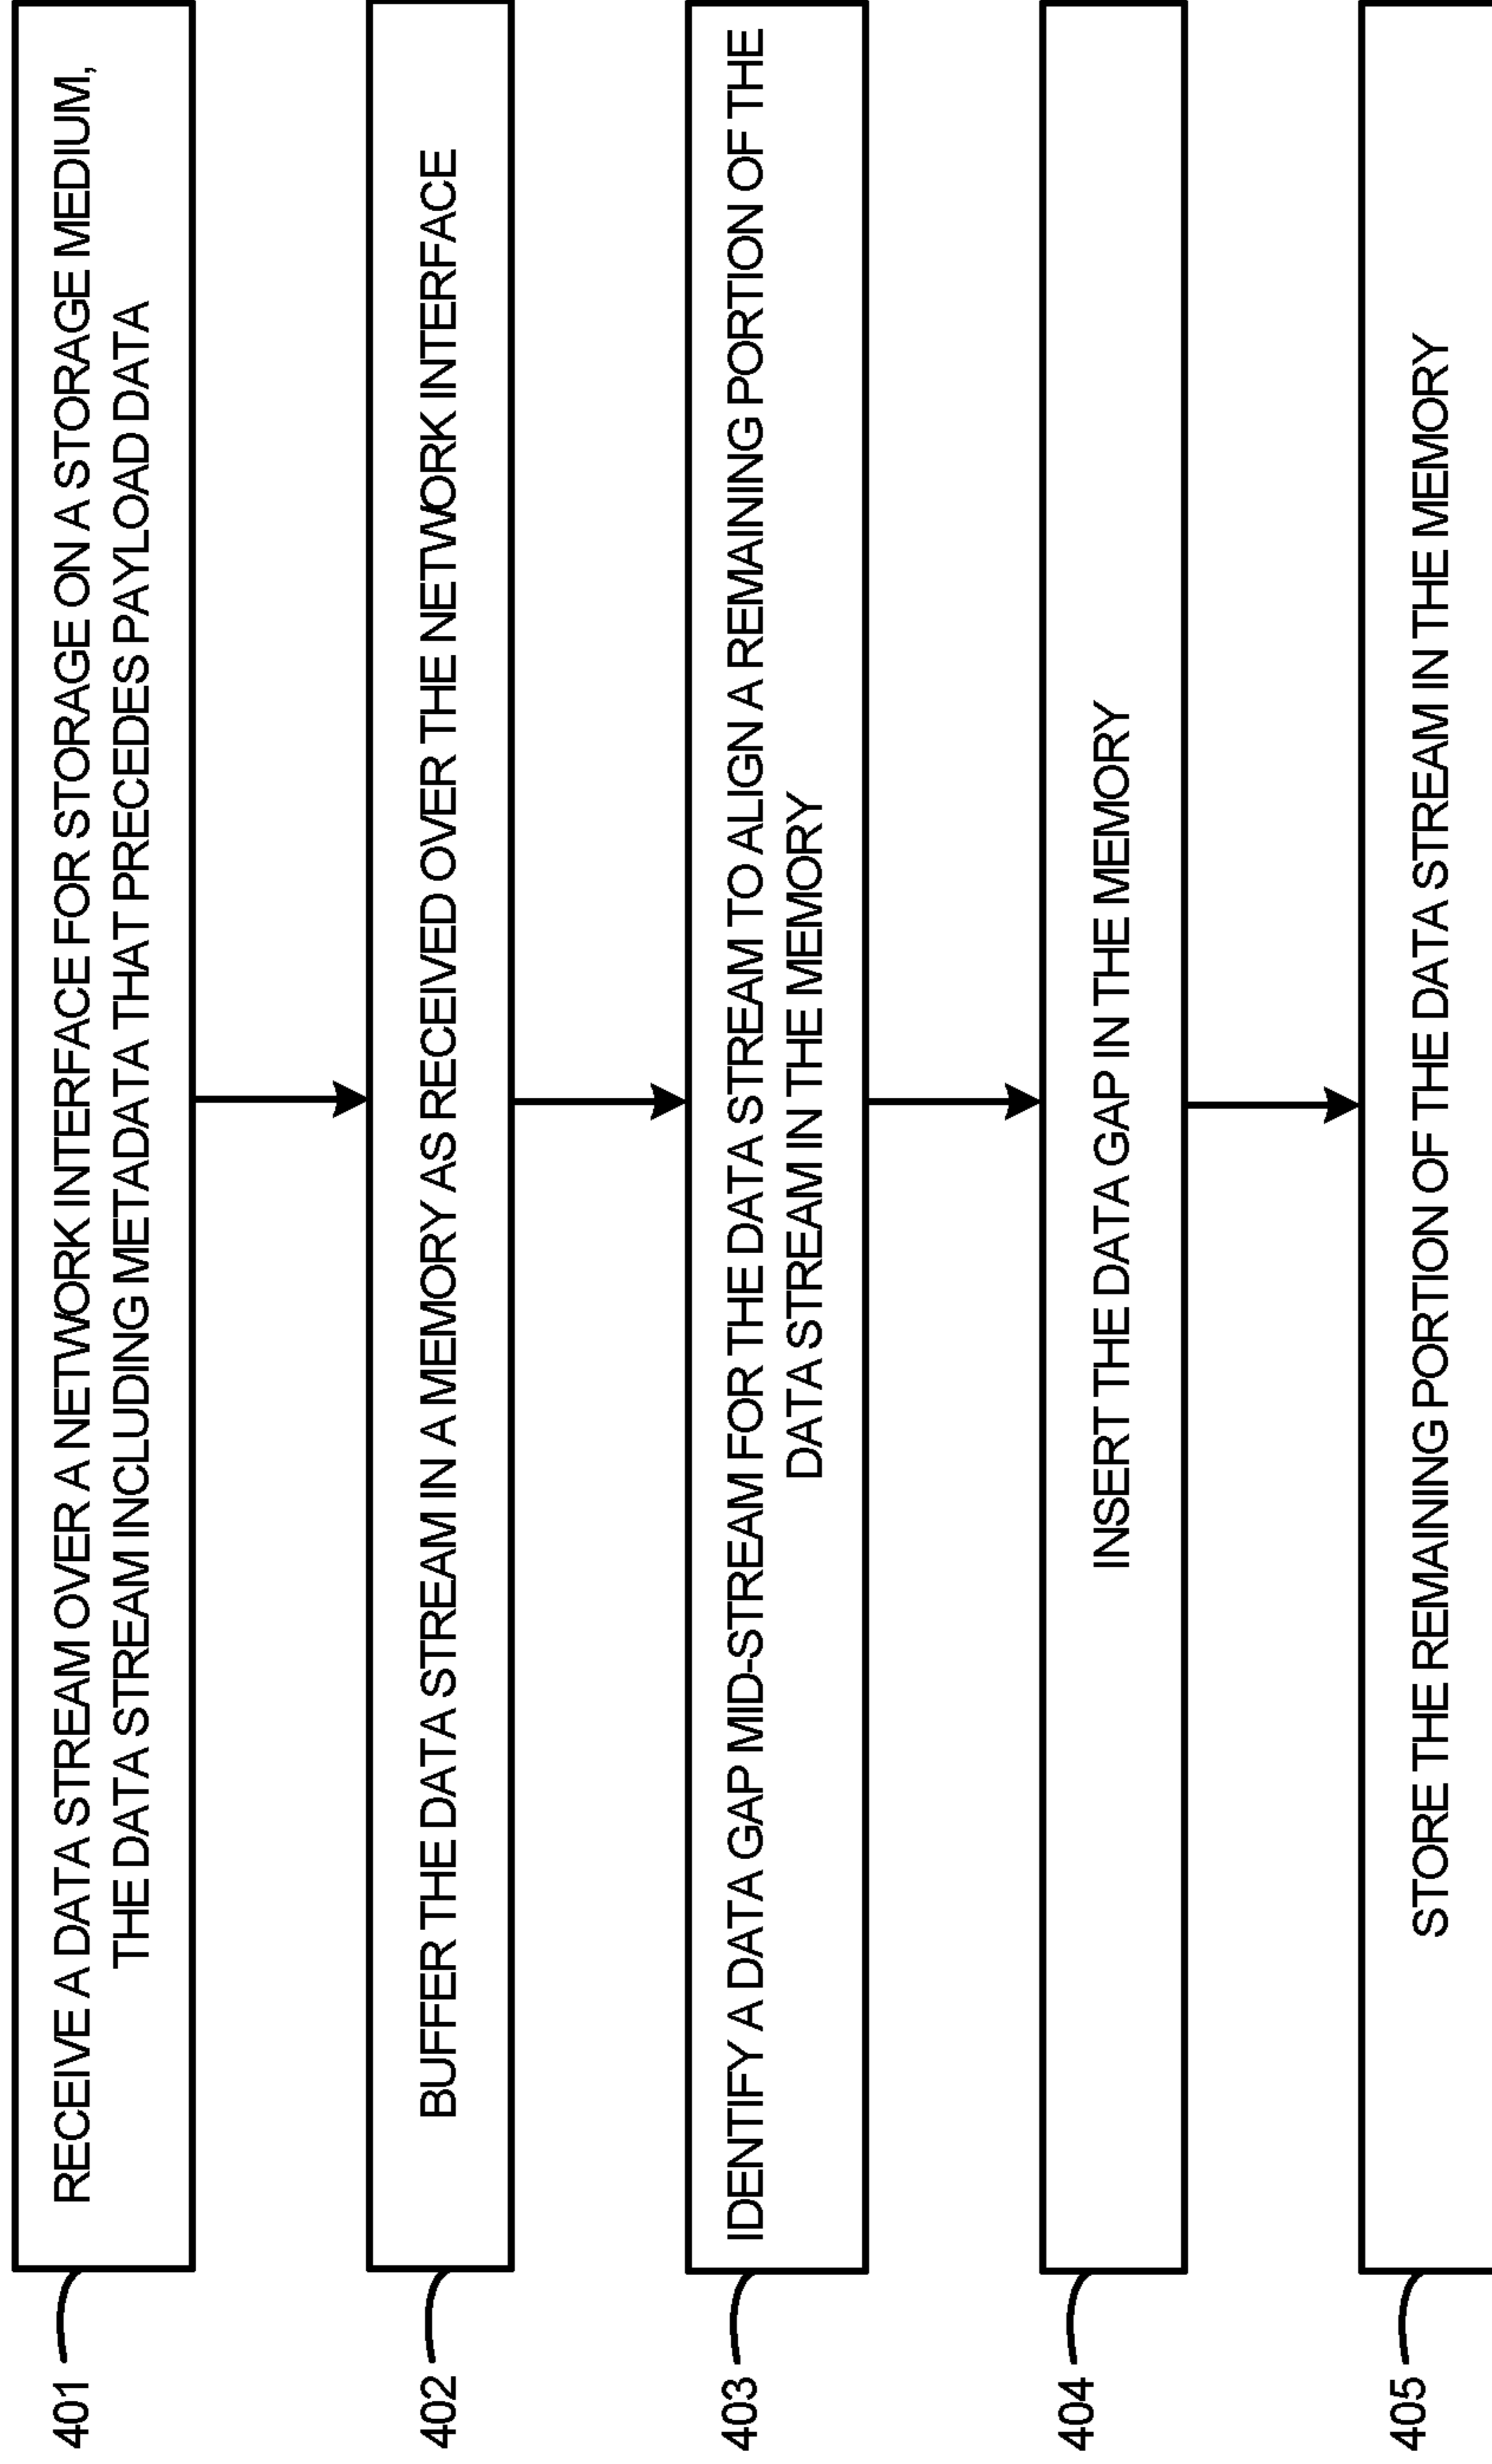 401
RECEIVE A DATA STREAM OVER A NETWORK INTERFACE FOR STORAGE ON A STORAGE MEDIUM,
THE DATA STREAM INCLUDING METADATA THAT PRECEDES PAYLOAD DATA
402
BUFFER THE DATA STREAM IN A MEMORY AS RECEIVED OVER THE NETWORK INTERFACE
403
IDENTIFY A DATA GAP MID-STREAM FOR THE DATA STREAM TO ALIGN A REMAINING PORTION OF THE
DATA STREAM IN THE MEMORY
404
INSERT THE DATA GAP IN THE MEMORY
405
STORE THE REMAINING PORTION OF THE DATA STREAM IN THE MEMORY